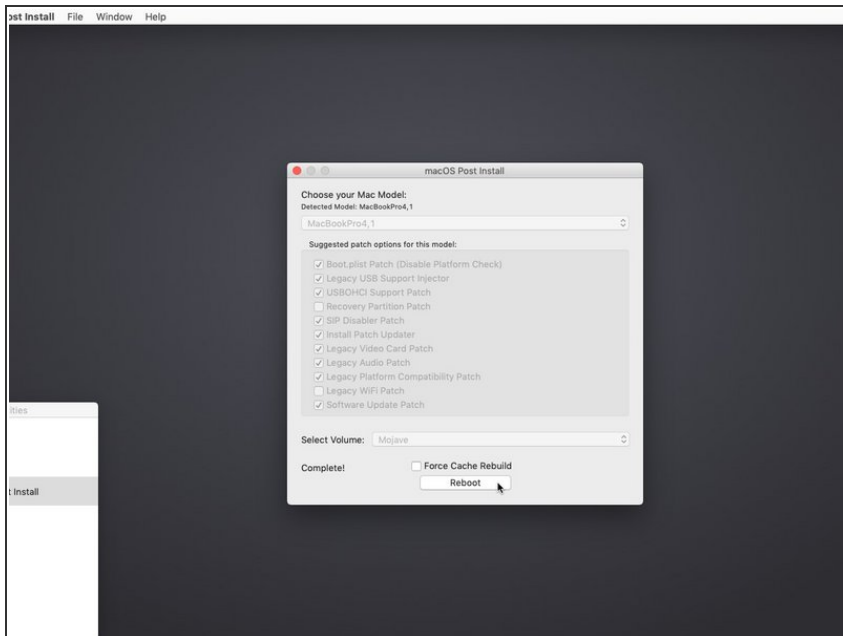 ost Install File Window Help
macOS Post Install
Choose your Mac Model:
Detected Model: MacBookPro4,1
MacBookPro4,1
Suggested patch options for this model:
Boot.plist Patch (Disable Platform Check)
Legacy USB Support Injector
USBOHCI Support Patch
Recovery Partition Patch
SIP Disabler Patch
Install Patch Updater
Legacy Video Card Patch
Legacy Audio Patch
Legacy Platform Compatibility Patch
Legacy WiFi Patch
Software Update Patch
ities
Select Volume: Mojave
Complete! Force Cache Rebuild
Reboot
t Install